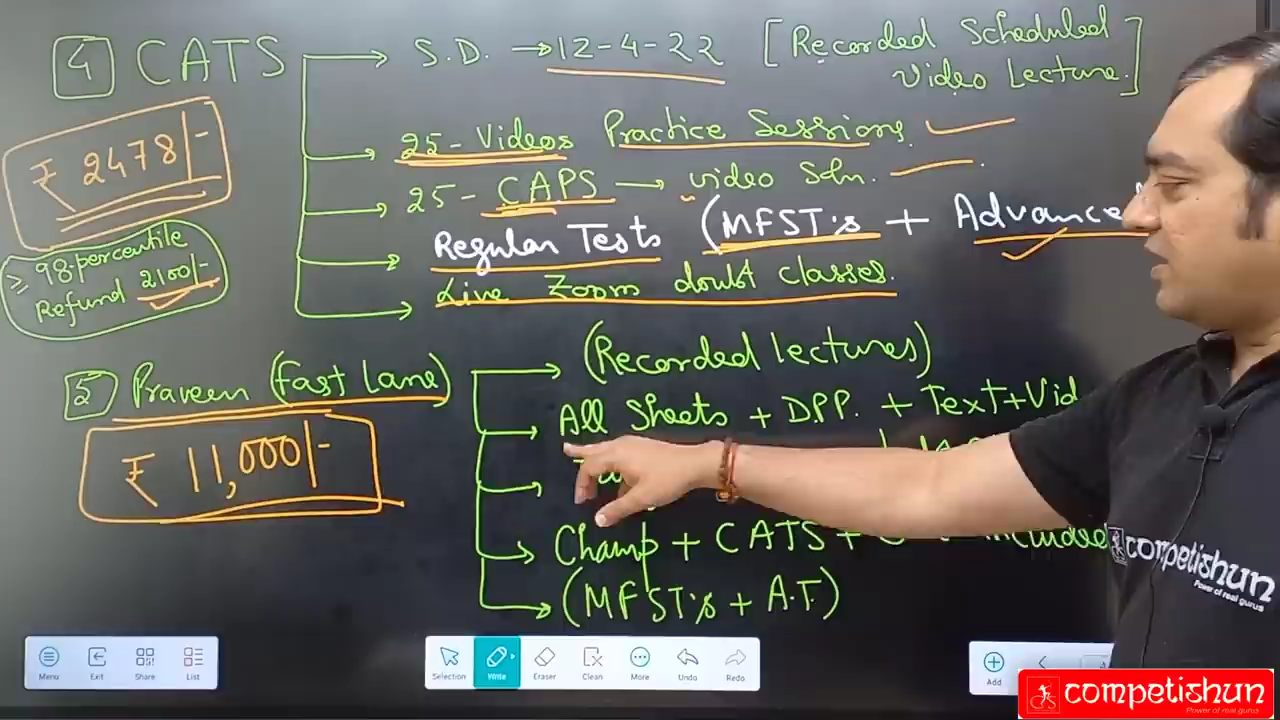 4 CATS
S.D. → 12-4-22 [Recorded Scheduled
Video Lecture.]
₹ 2478/-
25-Videos Practice Sessions.
25-CAPS → video Soln.
Regular Tests (MFST's + Advance
≥ 98 percentile
Refund 2100/-
Live Zoom doubt classes.
5 Praveen (Fast Lane)
(Recorded lectures)
All Sheets + DPP. + Text+Vid
₹ 11,000/-
Champ + CATS + included
(MFST's + A.T.)
Menu
Exit
Share
List
Selection
Write
Eraser
Clean
More
Undo
Redo
Add
competishun
Power of real gurus
competishun
Power of real gurus